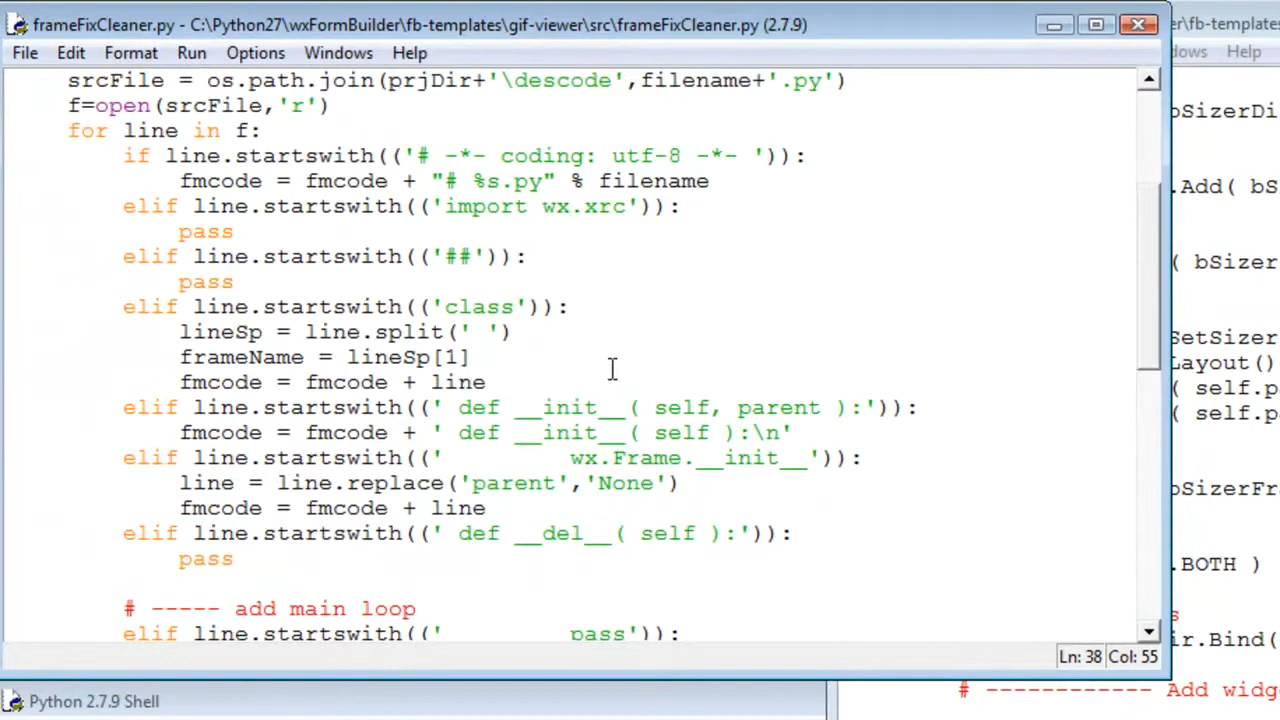 frameFixCleaner.py - C:\Python27\wxFormBuilder\fb-templates\gif-viewer\src\frameFixCleaner.py (2.7.9)
File Edit Format Run Options Windows Help
srcFile = os.path.join(prjDir+'\descode',filename+'.py')
f=open(srcFile,'r')
for line in f:
if line.startswith(('# -*- coding: utf-8 -*- ')):
fmcode = fmcode + "# %s.py" % filename
elif line.startswith(('import wx.xrc')):
pass
elif line.startswith(('##')):
pass
elif line.startswith(('class')):
lineSp = line.split(' ')
frameName = lineSp[1]
fmcode = fmcode + line
elif line.startswith((' def __init__( self, parent ):')):
fmcode = fmcode + ' def __init__( self ):\n'
elif line.startswith(('         wx.Frame.__init__')):
line = line.replace('parent','None')
fmcode = fmcode + line
elif line.startswith((' def __del__( self ):')):
pass
# ----- add main loop
elif line.startswith(('         pass')):
Ln: 38 Col: 55
Python 2.7.9 Shell
er\fb-templates
dows Help
oSizerDi
.Add( bS
( bSizer
SetSizer
Layout()
( self.p
( self.p
oSizerFr
.BOTH )
s
ir.Bind(
# ------------ Add widg